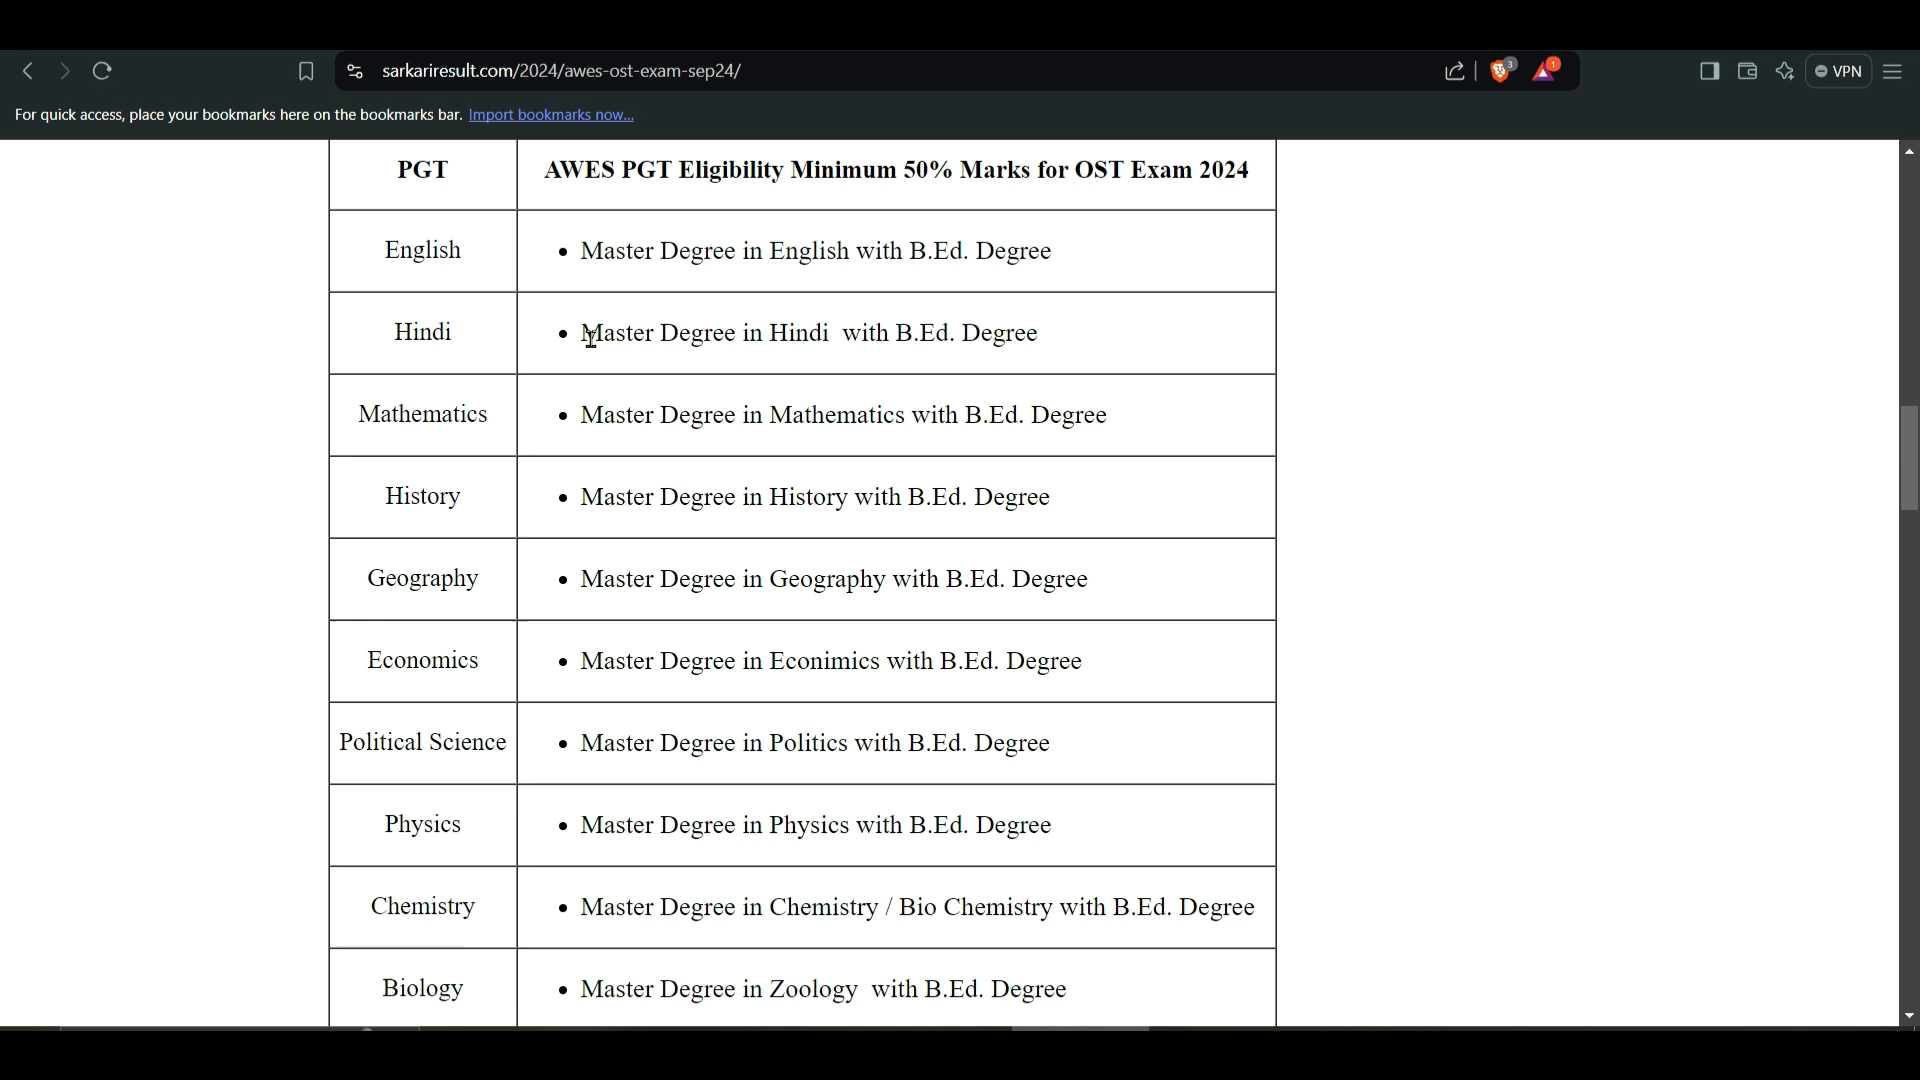 sarkariresult.com/2024/awes-ost-exam-sep24/
3
1
VPN
For quick access, place your bookmarks here on the bookmarks bar. Import bookmarks now...
PGT AWES PGT Eligibility Minimum 50% Marks for OST Exam 2024
English • Master Degree in English with B.Ed. Degree
Hindi • Master Degree in Hindi with B.Ed. Degree
Mathematics • Master Degree in Mathematics with B.Ed. Degree
History • Master Degree in History with B.Ed. Degree
Geography • Master Degree in Geography with B.Ed. Degree
Economics • Master Degree in Econimics with B.Ed. Degree
Political Science • Master Degree in Politics with B.Ed. Degree
Physics • Master Degree in Physics with B.Ed. Degree
Chemistry • Master Degree in Chemistry / Bio Chemistry with B.Ed. Degree
Biology • Master Degree in Zoology with B.Ed. Degree